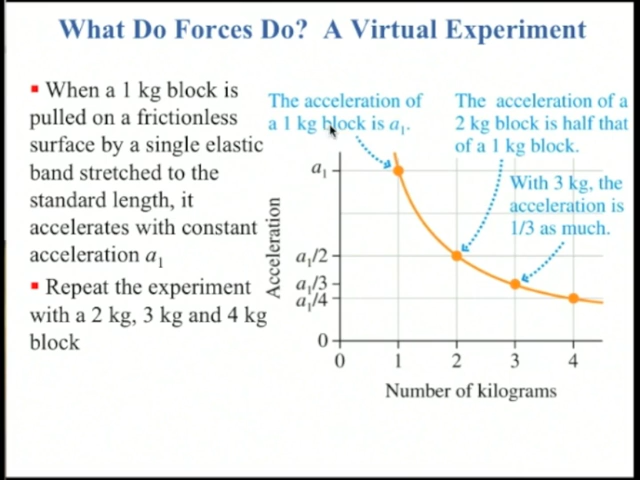 What Do Forces Do? A Virtual Experiment
▪ When a 1 kg block is
pulled on a frictionless
surface by a single elastic
band stretched to the
standard length, it
accelerates with constant
acceleration a₁
▪ Repeat the experiment
with a 2 kg, 3 kg and 4 kg
block
The acceleration of
a 1 kg block is a₁.
The acceleration of a
2 kg block is half that
of a 1 kg block.
With 3 kg, the
acceleration is
1/3 as much.
Acceleration
a₁
a₁/2
a₁/3
a₁/4
0
0 1 2 3 4
Number of kilograms